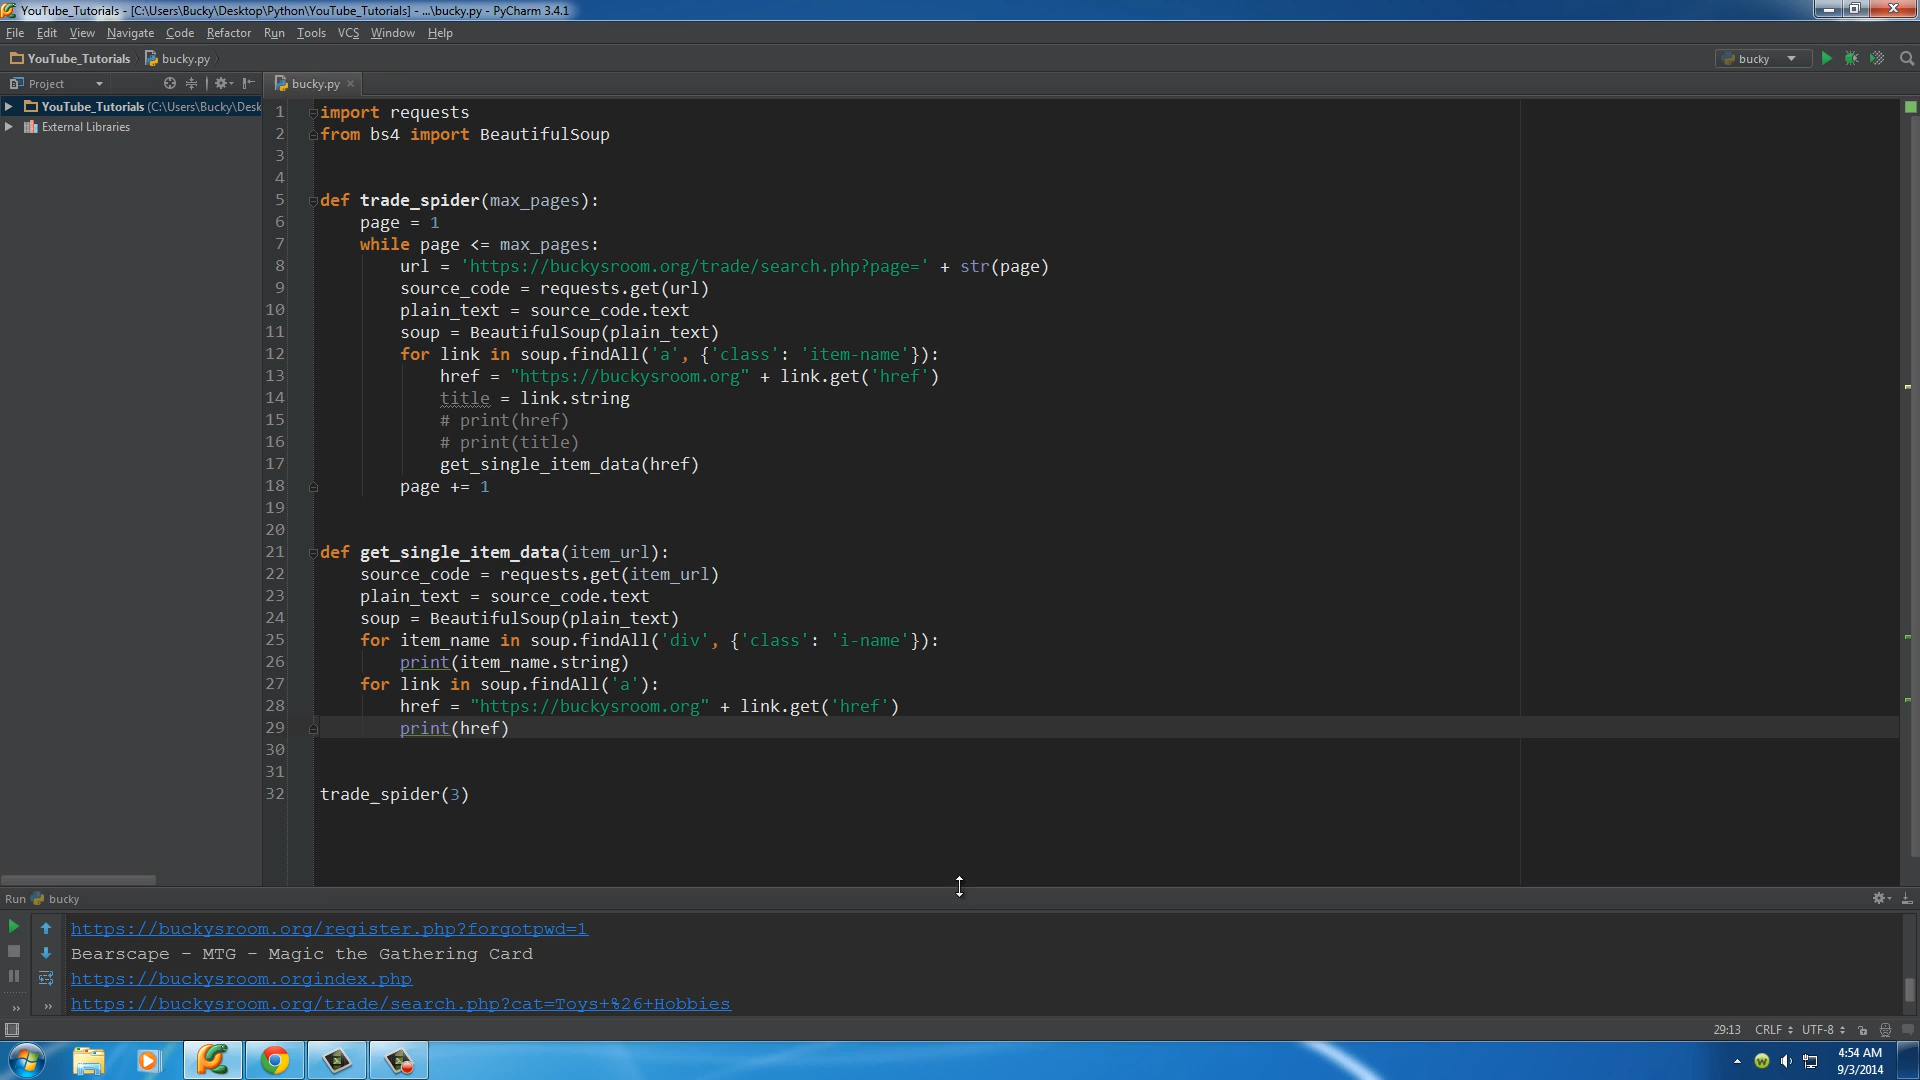 YouTube_Tutorials - [C:\Users\Bucky\Desktop\Python\YouTube_Tutorials] - ...\bucky.py - PyCharm 3.4.1
File Edit View Navigate Code Refactor Run Tools VCS Window Help
YouTube_Tutorials bucky.py bucky
Project bucky.py
YouTube_Tutorials (C:\Users\Bucky\Desk
External Libraries
1 import requests
2 from bs4 import BeautifulSoup
3
4
5 def trade_spider(max_pages):
6 page = 1
7 while page <= max_pages:
8 url = 'https://buckysroom.org/trade/search.php?page=' + str(page)
9 source_code = requests.get(url)
10 plain_text = source_code.text
11 soup = BeautifulSoup(plain_text)
12 for link in soup.findAll('a', {'class': 'item-name'}):
13 href = "https://buckysroom.org" + link.get('href')
14 title = link.string
15 # print(href)
16 # print(title)
17 get_single_item_data(href)
18 page += 1
19
20
21 def get_single_item_data(item_url):
22 source_code = requests.get(item_url)
23 plain_text = source_code.text
24 soup = BeautifulSoup(plain_text)
25 for item_name in soup.findAll('div', {'class': 'i-name'}):
26 print(item_name.string)
27 for link in soup.findAll('a'):
28 href = "https://buckysroom.org" + link.get('href')
29 print(href)
30
31
32 trade_spider(3)
Run bucky
https://buckysroom.org/register.php?forgotpwd=1
Bearscape - MTG - Magic the Gathering Card
https://buckysroom.orgindex.php
https://buckysroom.org/trade/search.php?cat=Toys+%26+Hobbies
29:13 CRLF UTF-8
4:54 AM
9/3/2014